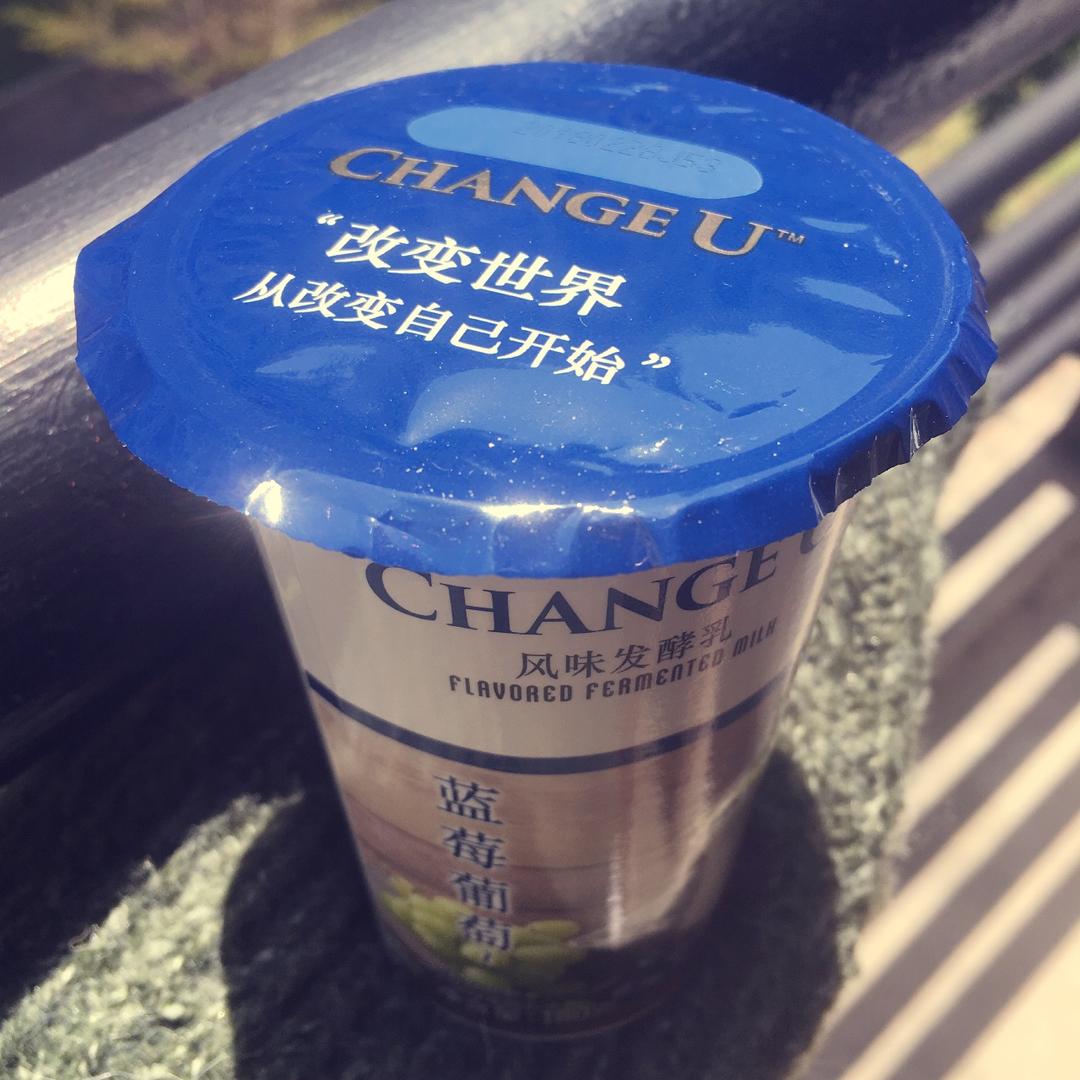 CHANGE U™
“改变世界
从改变自己开始”
CHANGE U
风味发酵乳
FLAVORED FERMENTED MILK
蓝莓葡萄